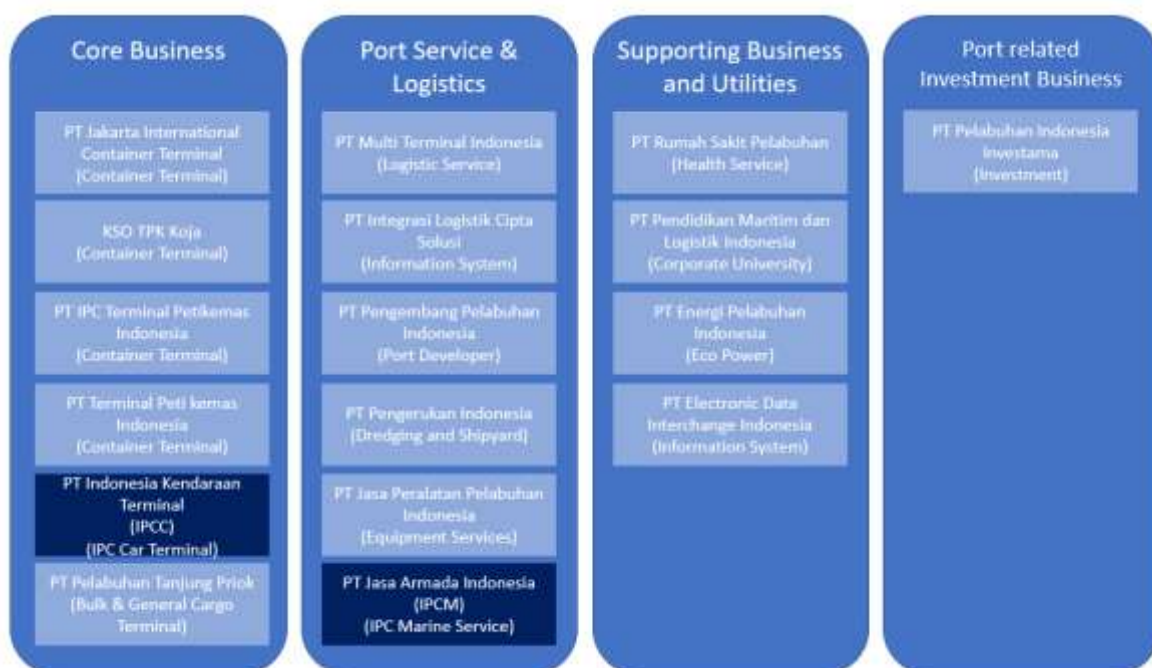 Core Business
PT Jakarta International
Container Terminal
(Container Terminal)
KSO TPK Koja
(Container Terminal)
PT IPC Terminal Petikemas
Indonesia
(Container Terminal)
PT Terminal Peti kemas
Indonesia
(Container Terminal)
PT Indonesia Kendaraan
Terminal
(IPCC)
(IPC Car Terminal)
PT Pelabuhan Tanjung Priok
(Bulk & General Cargo
Terminal)
Port Service &
Logistics
PT Multi Terminal Indonesia
(Logistic Service)
PT Integrasi Logistik Cipta
Solusi
(Information System)
PT Pengembang Pelabuhan
Indonesia
(Port Developer)
PT Pengerukan Indonesia
(Dredging and Shipyard)
PT Jasa Peralatan Pelabuhan
Indonesia
(Equipment Services)
PT Jasa Armada Indonesia
(IPCM)
(IPC Marine Service)
Supporting Business
and Utilities
PT Rumah Sakit Pelabuhan
(Health Service)
PT Pendidikan Maritim dan
Logistik Indonesia
(Corporate University)
PT Energi Pelabuhan
Indonesia
(Eco Power)
PT Electronic Data
Interchange Indonesia
(Information System)
Port related
Investment Business
PT Pelabuhan Indonesia
Investama
(Investment)